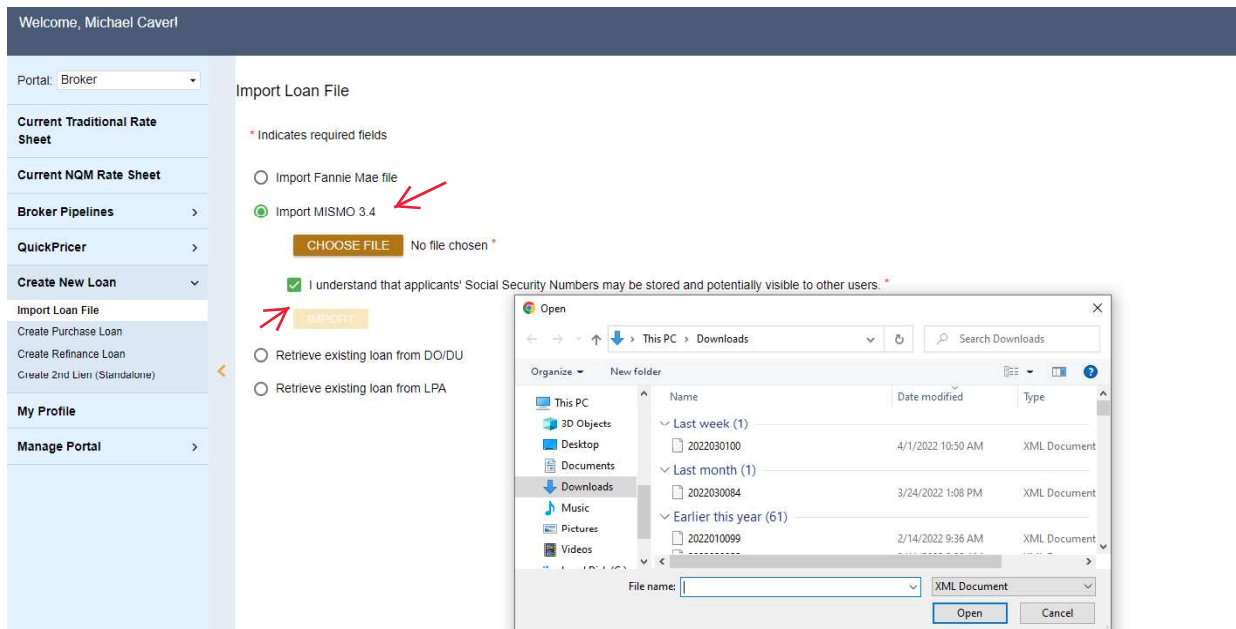 Welcome, Michael Caver!
Portal: Broker
Current Traditional Rate
Sheet
Current NQM Rate Sheet
Broker Pipelines
QuickPricer
Create New Loan
Import Loan File
Create Purchase Loan
Create Refinance Loan
Create 2nd Lien (Standalone)
My Profile
Manage Portal
Import Loan File
* Indicates required fields
Import Fannie Mae file
Import MISMO 3.4
CHOOSE FILE No file chosen *
I understand that applicants' Social Security Numbers may be stored and potentially visible to other users. *
IMPORT
Retrieve existing loan from DO/DU
Retrieve existing loan from LPA
Open
This PC > Downloads
Search Downloads
Organize New folder
This PC
3D Objects
Desktop
Documents
Downloads
Music
Pictures
Videos
Name Date modified Type
Last week (1)
2022030100 4/1/2022 10:50 AM XML Document
Last month (1)
2022030084 3/24/2022 1:08 PM XML Document
Earlier this year (61)
2022010099 2/14/2022 9:36 AM XML Document
File name: XML Document
Open Cancel